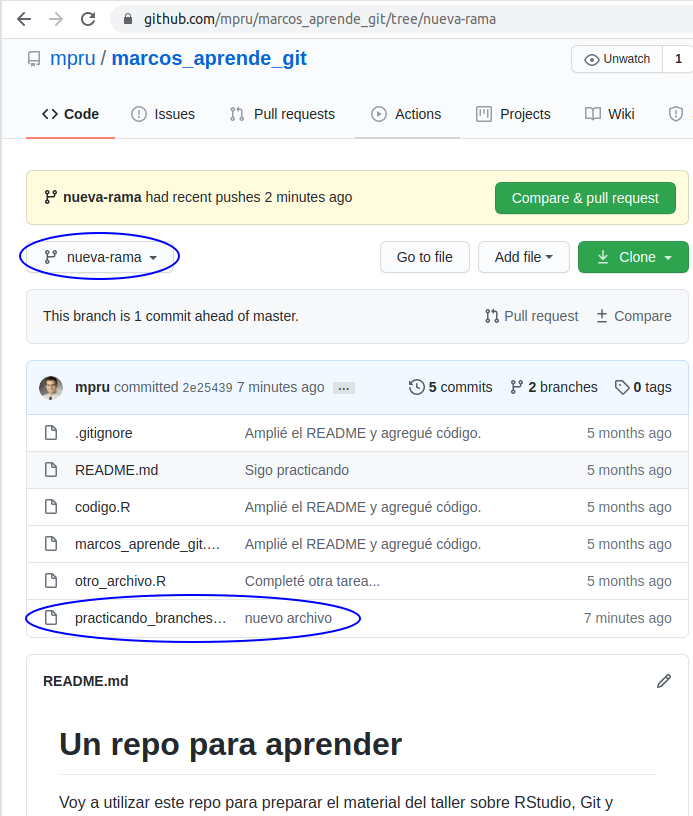 github.com/mpru/marcos_aprende_git/tree/nueva-rama
mpru / marcos_aprende_git
Unwatch 1
Code Issues Pull requests Actions Projects Wiki
nueva-rama had recent pushes 2 minutes ago Compare & pull request
nueva-rama Go to file Add file Clone
This branch is 1 commit ahead of master. Pull request Compare
mpru committed 2e25439 7 minutes ago ... 5 commits 2 branches 0 tags
.gitignore Amplié el README y agregué código. 5 months ago
README.md Sigo practicando 5 months ago
codigo.R Amplié el README y agregué código. 5 months ago
marcos_aprende_git.... Amplié el README y agregué código. 5 months ago
otro_archivo.R Completé otra tarea... 5 months ago
practicando_branches... nuevo archivo 7 minutes ago
README.md
Un repo para aprender
Voy a utilizar este repo para preparar el material del taller sobre RStudio, Git y